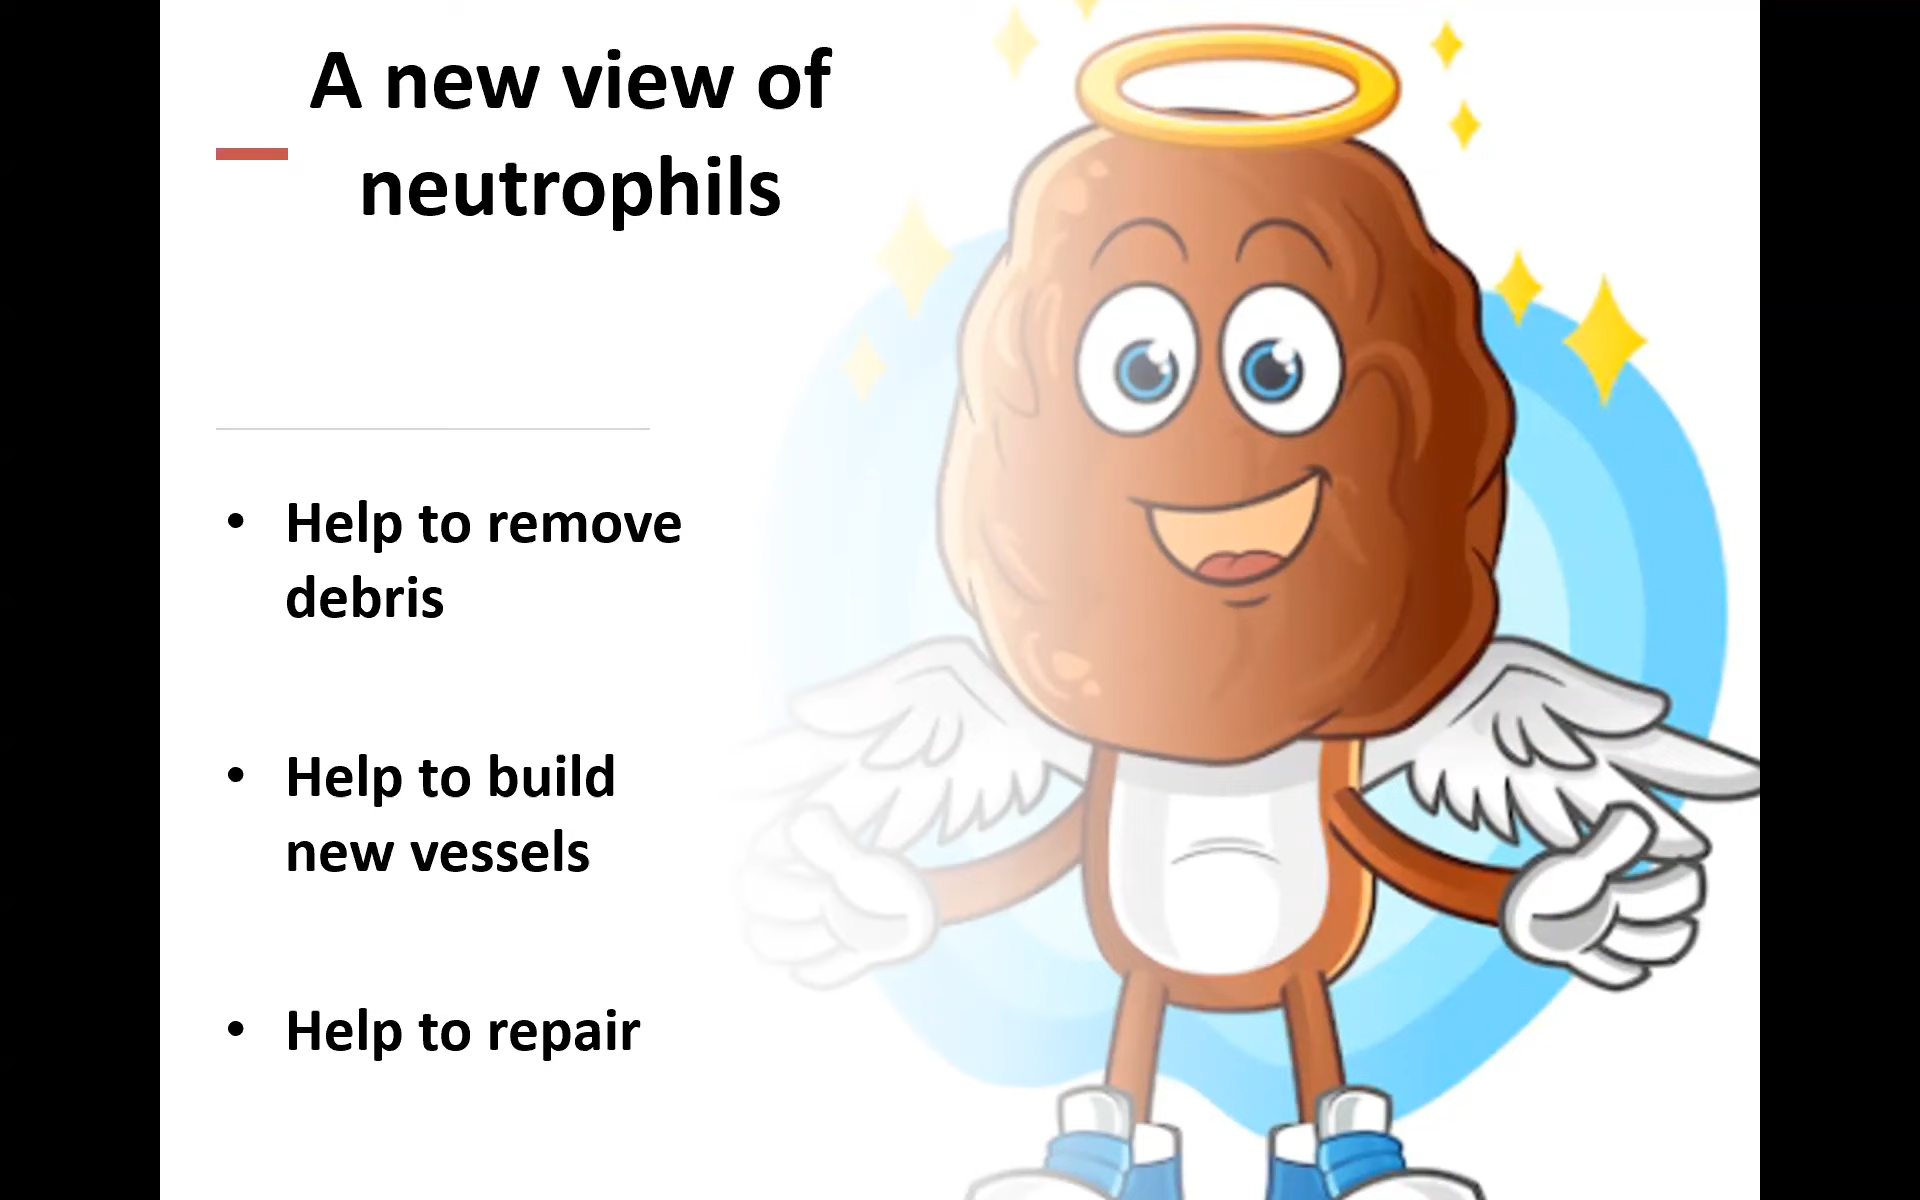 A new view of
neutrophils
• Help to remove
debris
• Help to build
new vessels
• Help to repair